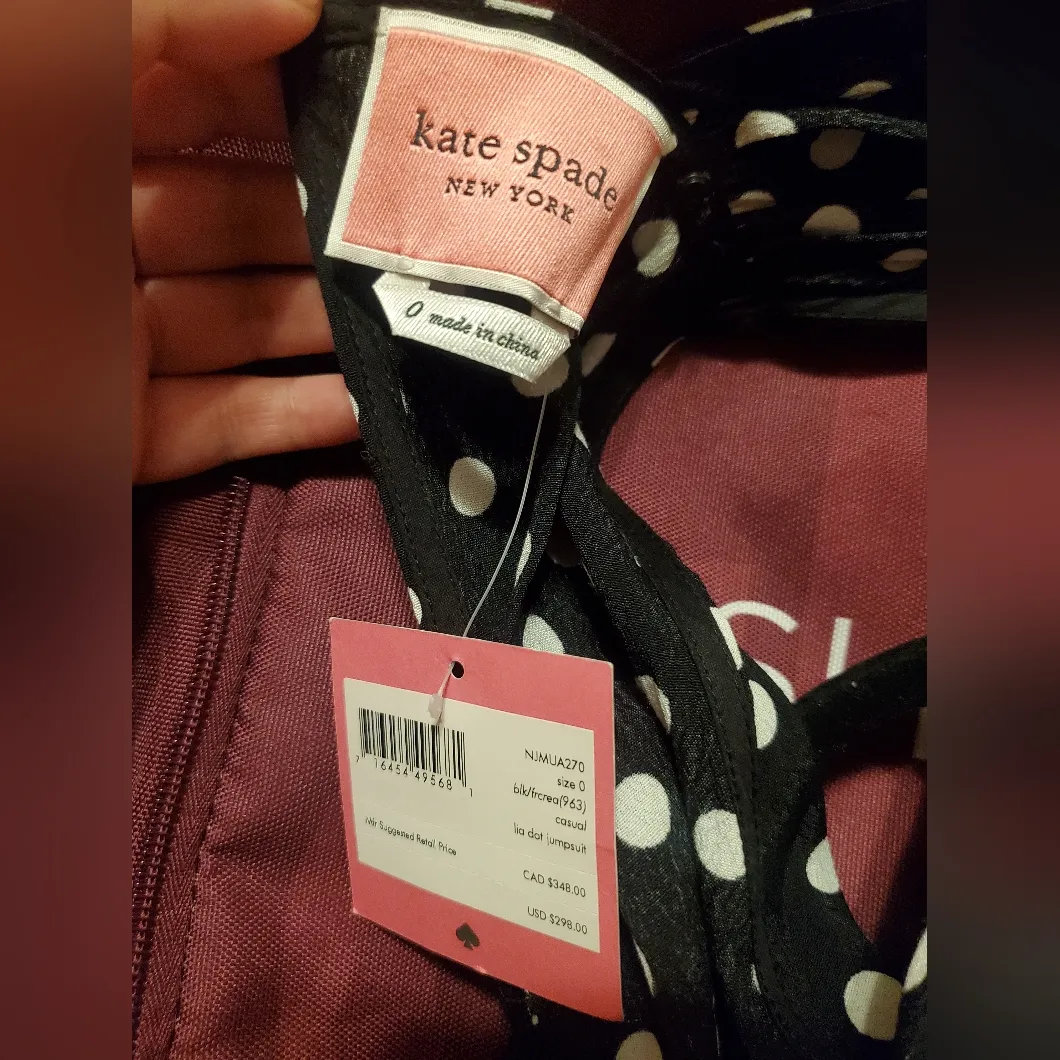 kate spade
NEW YORK
0 made in china
7 16454 49568 1
NJMUA270
size 0
blk/frcrea(963)
casual
lia dot jumpsuit
Mfr Suggested Retail Price
CAD $348.00
USD $298.00